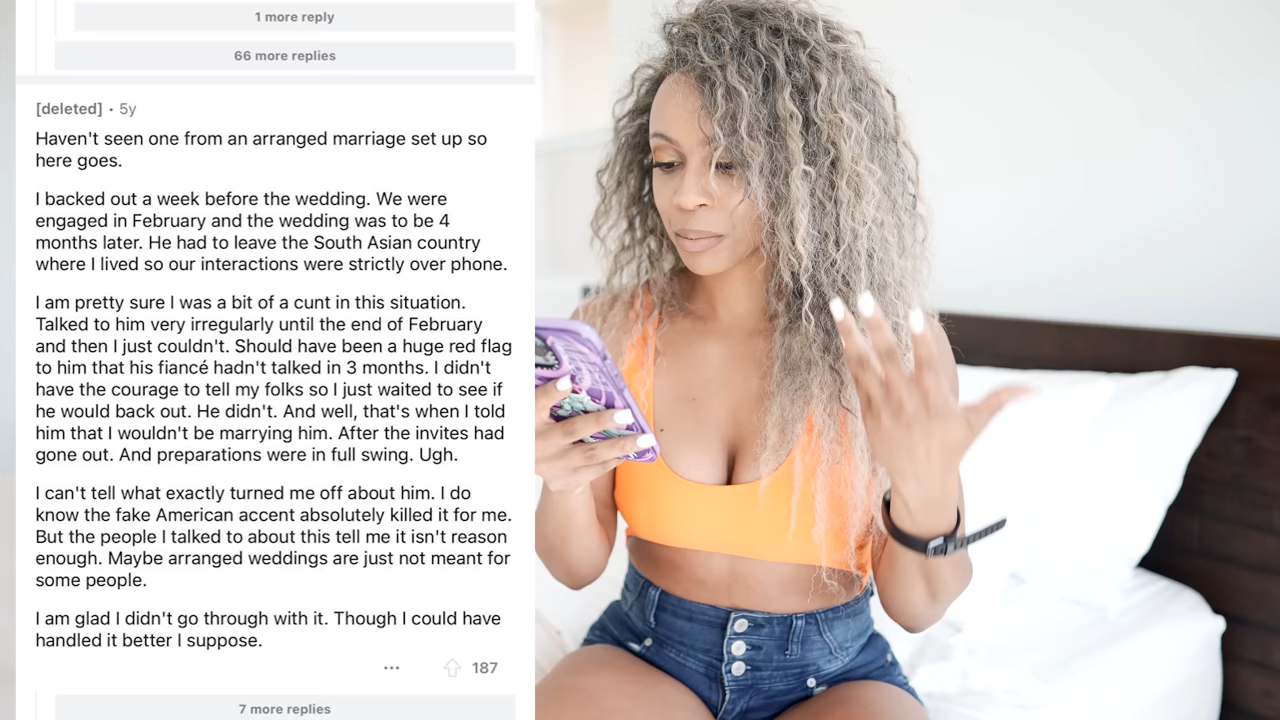 1 more reply
66 more replies
[deleted] · 5y
Haven't seen one from an arranged marriage set up so
here goes.
I backed out a week before the wedding. We were
engaged in February and the wedding was to be 4
months later. He had to leave the South Asian country
where I lived so our interactions were strictly over phone.
I am pretty sure I was a bit of a cunt in this situation.
Talked to him very irregularly until the end of February
and then I just couldn't. Should have been a huge red flag
to him that his fiancé hadn't talked in 3 months. I didn't
have the courage to tell my folks so I just waited to see if
he would back out. He didn't. And well, that's when I told
him that I wouldn't be marrying him. After the invites had
gone out. And preparations were in full swing. Ugh.
I can't tell what exactly turned me off about him. I do
know the fake American accent absolutely killed it for me.
But the people I talked to about this tell me it isn't reason
enough. Maybe arranged weddings are just not meant for
some people.
I am glad I didn't go through with it. Though I could have
handled it better I suppose.
... 187
7 more replies